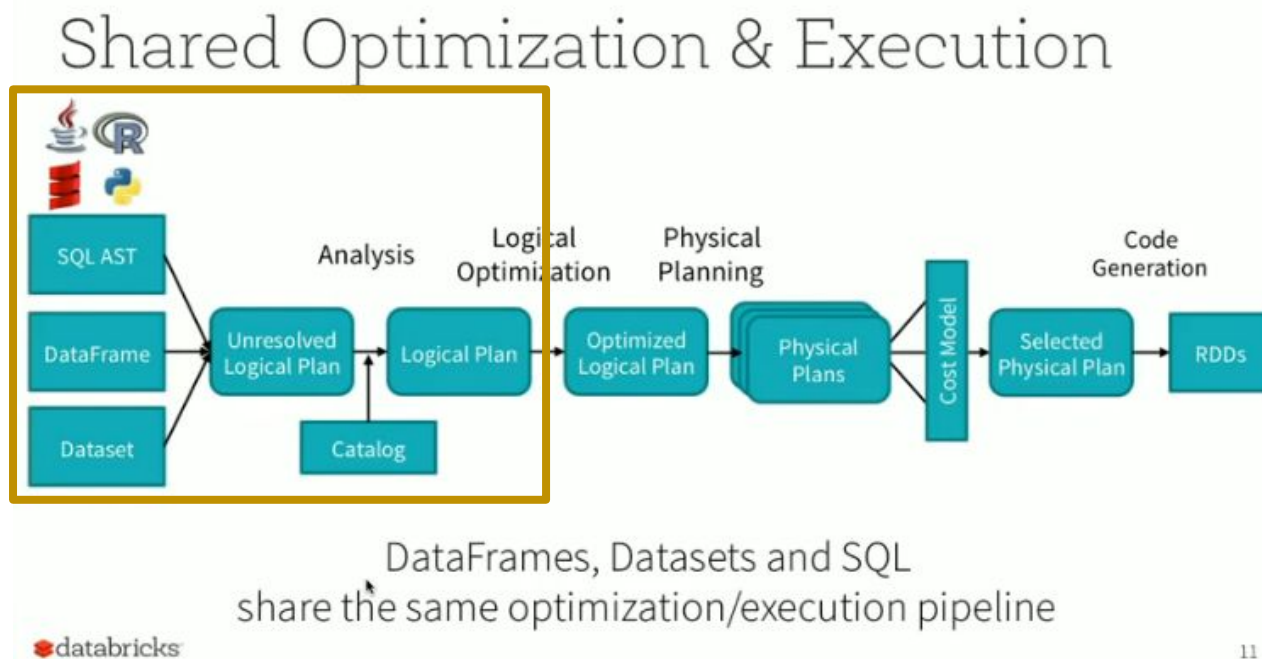 Shared Optimization & Execution
R
SQL AST
DataFrame
Dataset
Analysis
Unresolved
Logical Plan
Logical Plan
Catalog
Logical
Optimization
Optimized
Logical Plan
Physical
Planning
Physical
Plans
Cost Model
Selected
Physical Plan
Code
Generation
RDDs
DataFrames, Datasets and SQL
share the same optimization/execution pipeline
databricks
11